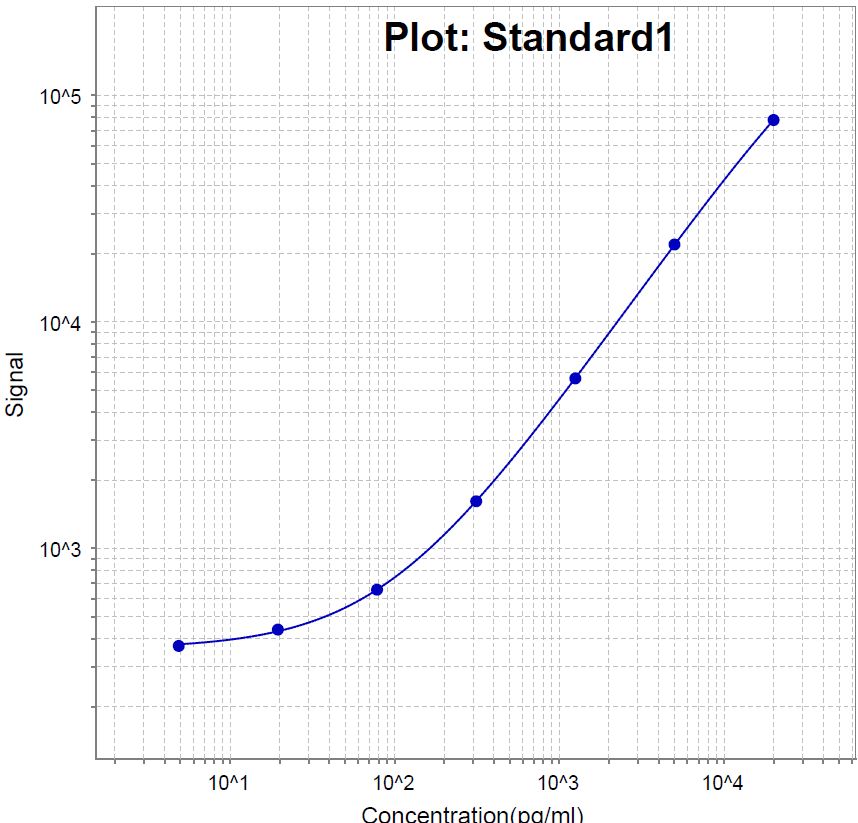 Plot: Standard1
10^5
10^4
10^3
Signal
10^1 10^2 10^3 10^4
Concentration(pg/ml)